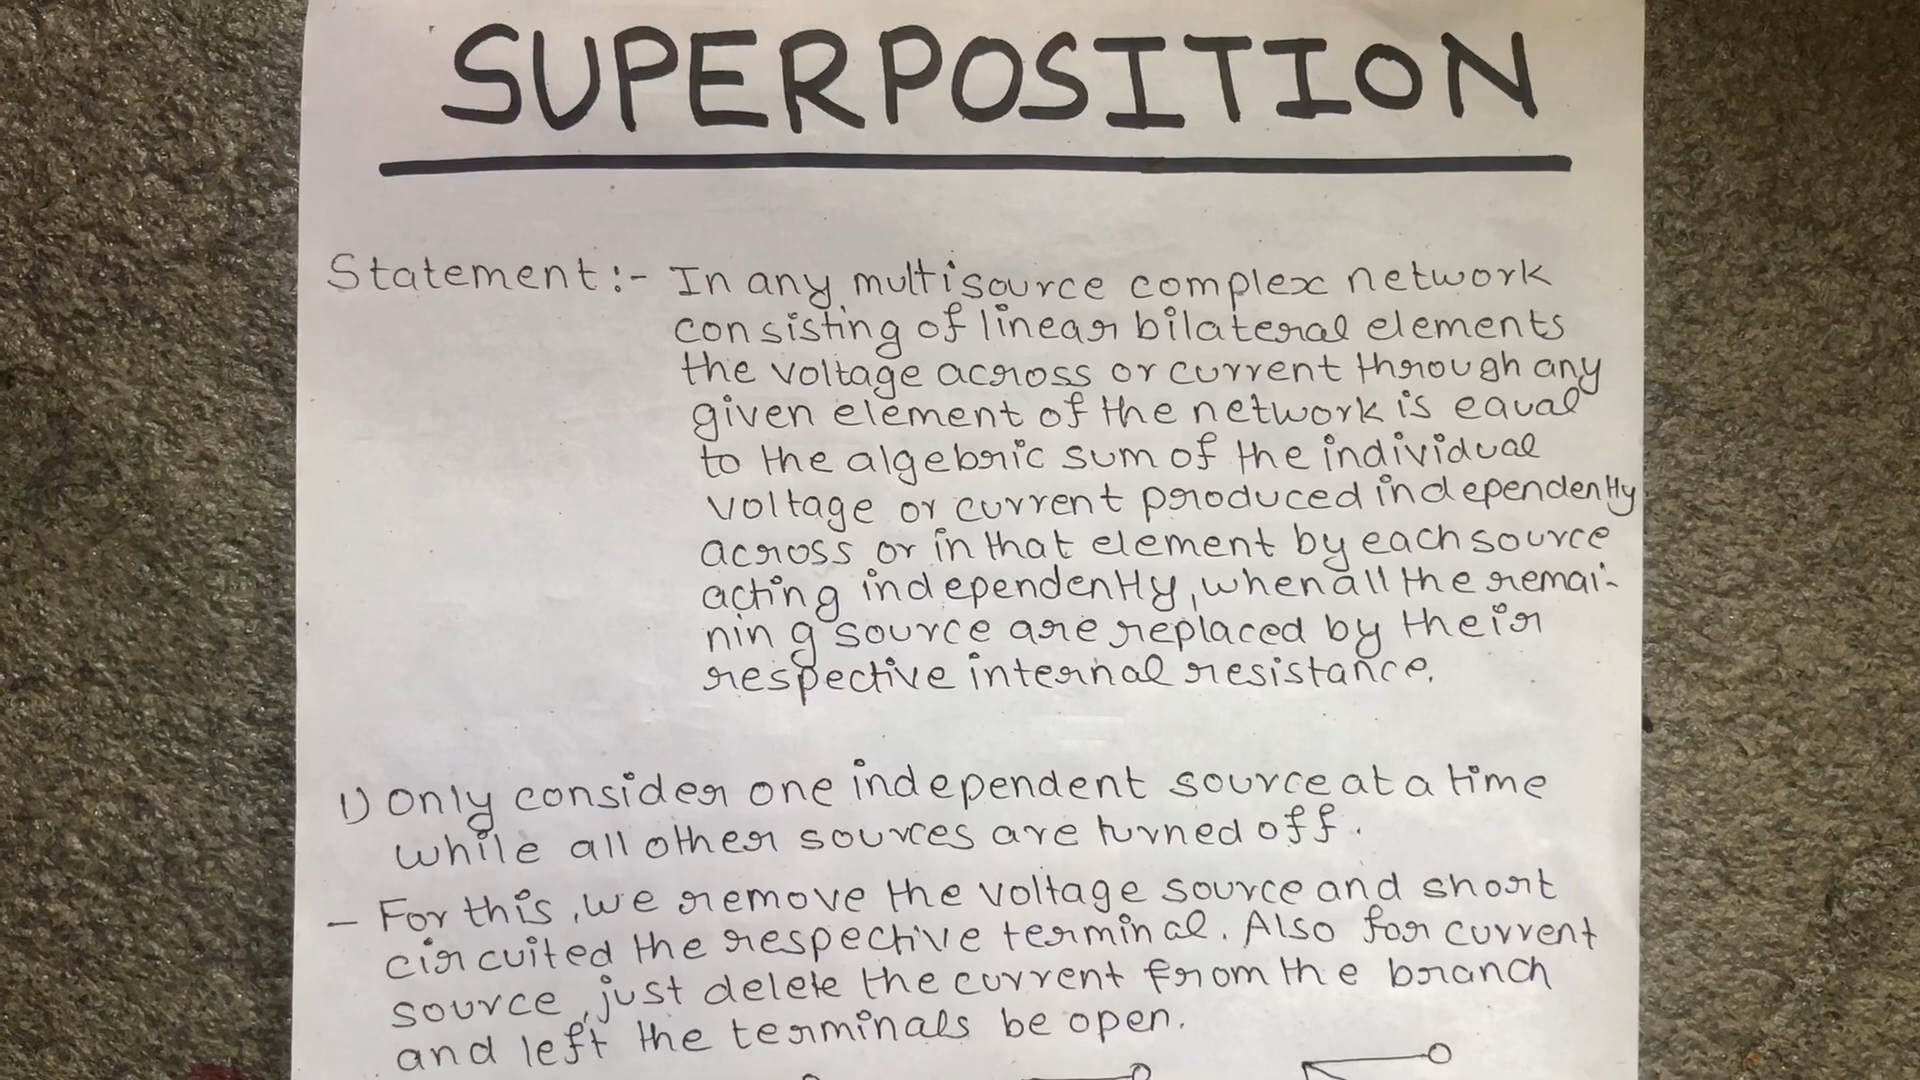 SUPERPOSITION
Statement:- In any multisource complex network
consisting of linear bilateral elements
the voltage across or current through any
given element of the network is eaual
to the algebric sum of the individual
voltage or current produced independently
across or in that element by each source
acting independently, when all the remai-
ning source are replaced by their
respective internal resistance.
1) Only consider one independent source at a time
while all other sources are turned off.
- For this, we remove the voltage source and short
circuited the respective terminal. Also for current
source, just delete the current from the branch
and left the terminals be open.